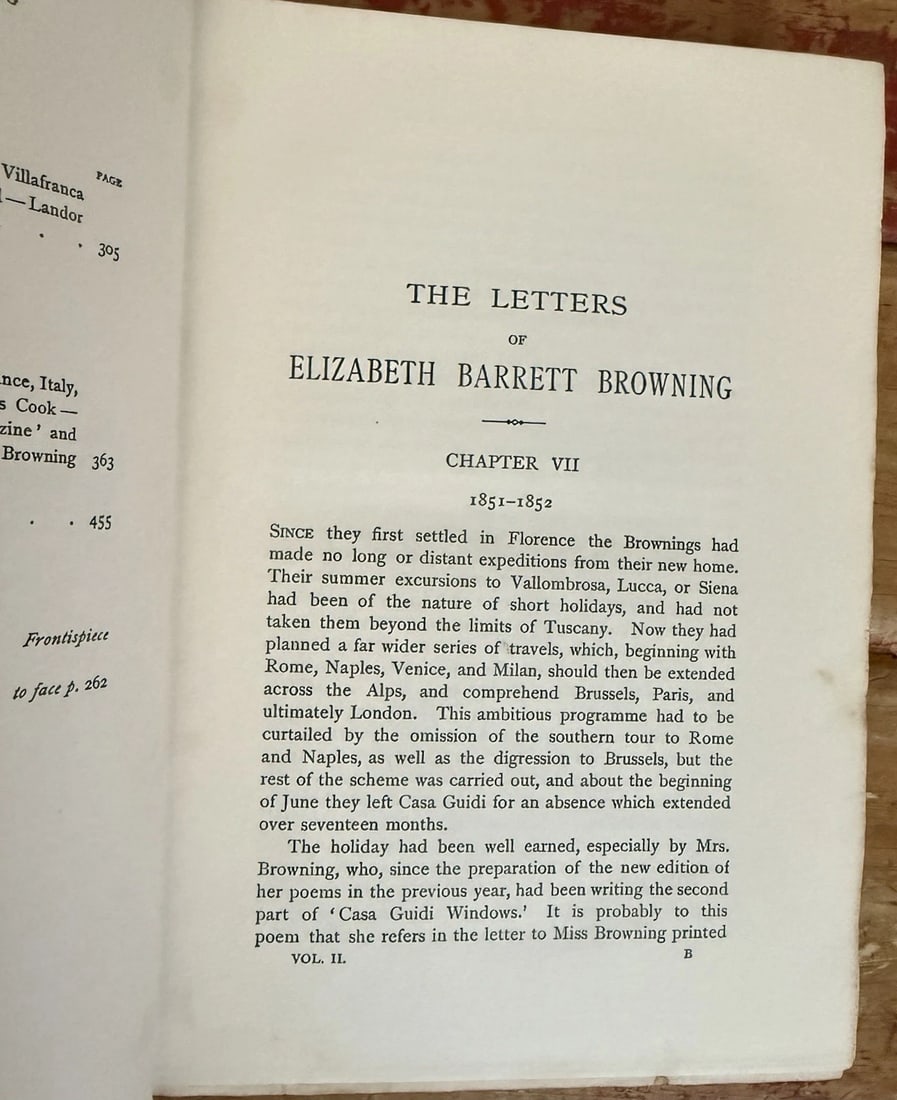 PAGE
Villafranca
— Landor
. . 305
nce, Italy,
s Cook —
zine' and
Browning 363
. . 455
Frontispiece
to face p. 262
THE LETTERS
OF
ELIZABETH BARRETT BROWNING
CHAPTER VII
1851–1852
SINCE they first settled in Florence the Brownings had
made no long or distant expeditions from their new home.
Their summer excursions to Vallombrosa, Lucca, or Siena
had been of the nature of short holidays, and had not
taken them beyond the limits of Tuscany. Now they had
planned a far wider series of travels, which, beginning with
Rome, Naples, Venice, and Milan, should then be extended
across the Alps, and comprehend Brussels, Paris, and
ultimately London. This ambitious programme had to be
curtailed by the omission of the southern tour to Rome
and Naples, as well as the digression to Brussels, but the
rest of the scheme was carried out, and about the beginning
of June they left Casa Guidi for an absence which extended
over seventeen months.
The holiday had been well earned, especially by Mrs.
Browning, who, since the preparation of the new edition of
her poems in the previous year, had been writing the second
part of 'Casa Guidi Windows.' It is probably to this
poem that she refers in the letter to Miss Browning printed
VOL. II. B